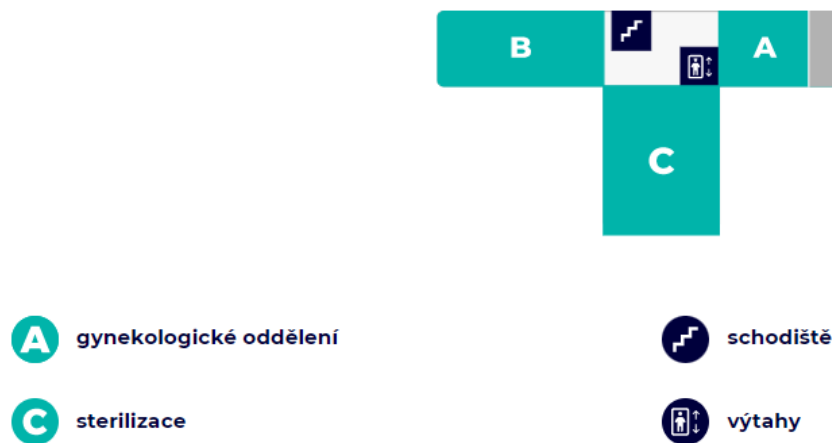 B
A
C
A gynekologické oddělení
schodiště
C sterilizace
výtahy